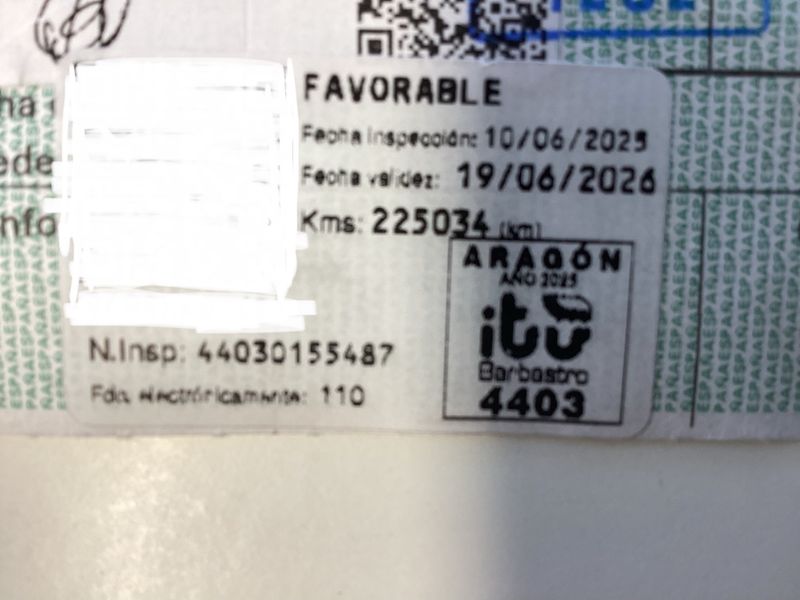 FAVORABLE
Fecha inspección: 10/06/2025
Fecha validez: 19/06/2026
Kms: 225034 (km)
ARAGÓN
AÑO 2025
itv
Barbastro
4403
N.Insp: 44030155487
Fdo. electrónicamente: 110